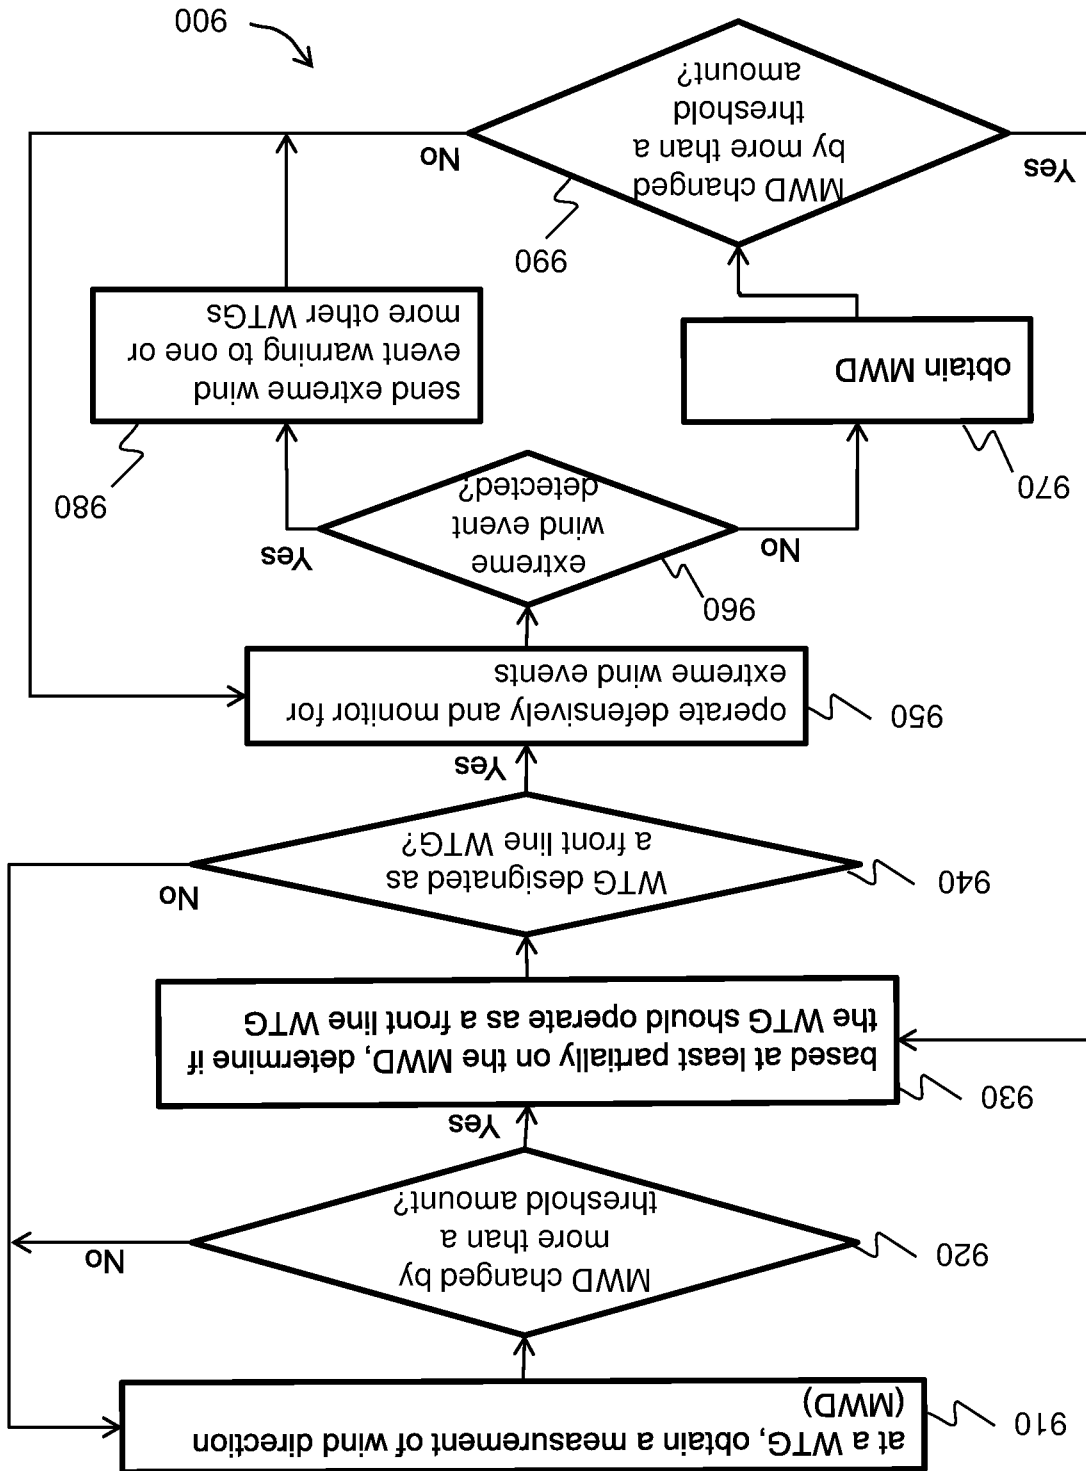 at a WTG, obtain a measurement of wind direction
(MWD)
910
MWD changed by
more than a
threshold amount?
920
No
Yes
based at least partially on the MWD, determine if
the WTG should operate as a front line WTG
930
WTG designated as
a front line WTG?
940
No
Yes
operate defensively and monitor for
extreme wind events
950
extreme
wind event
detected?
960
No
Yes
obtain MWD
970
send extreme wind
event warning to one or
more other WTGs
980
MWD changed
by more than a
threshold
amount?
990
Yes
No
900